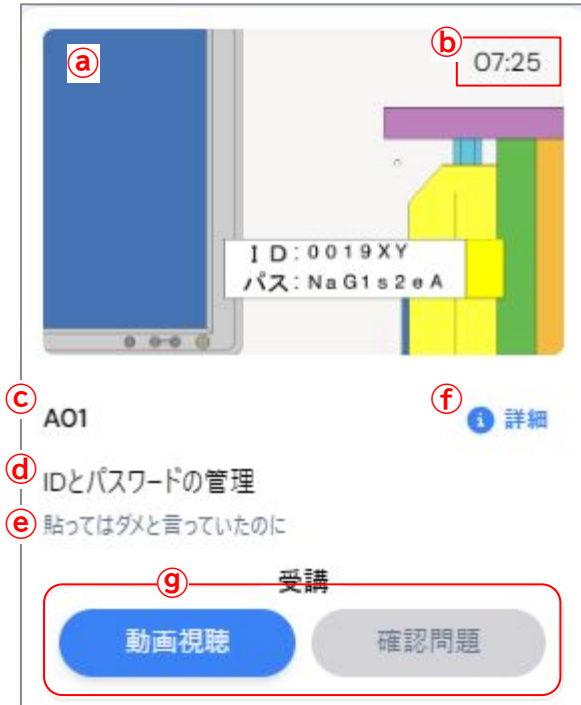 ⓐ
ⓑ
07:25
ID:0019XY
パス:NaG1s2eA
ⓒ
A01
ⓕ
i 詳細
ⓓ
IDとパスワードの管理
ⓔ
貼ってはダメと言っていたのに
ⓖ
受講
動画視聴 確認問題